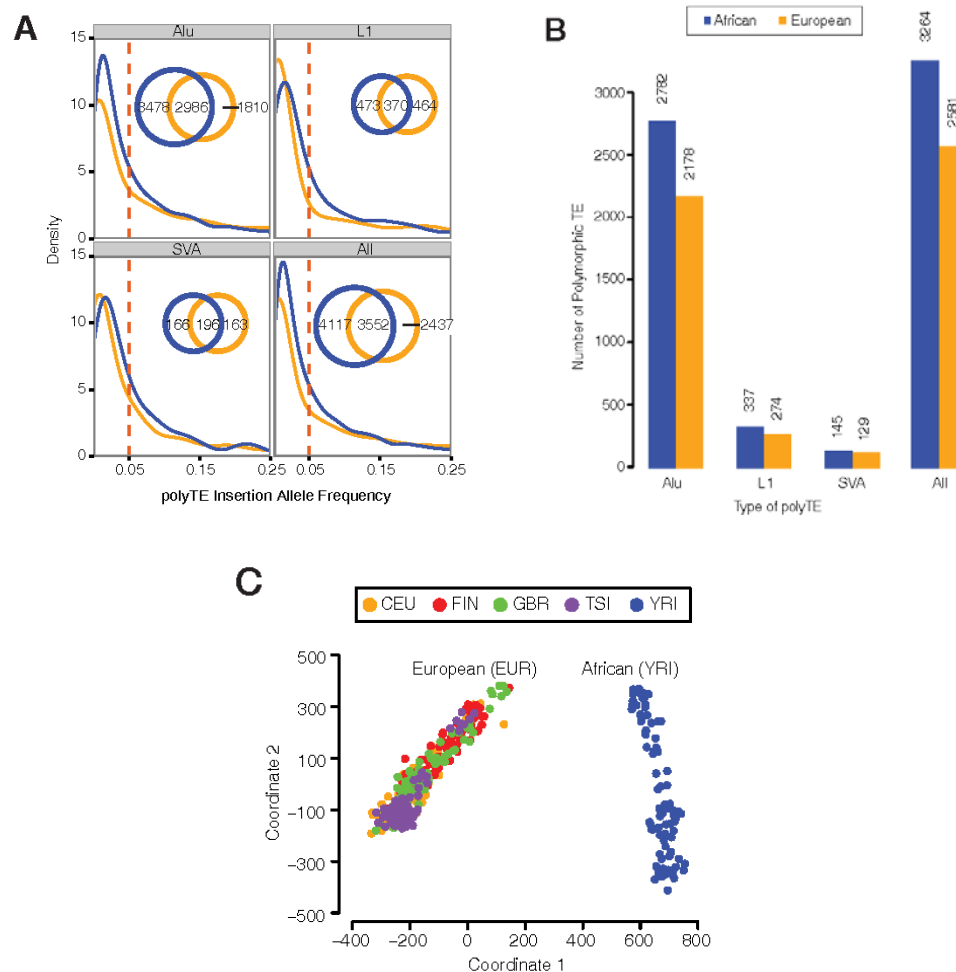 A
Alu
L1
15
10
5
0
3478 2986 1810
473 370 464
SVA
All
15
10
5
0
166 196 163
4117 3552 2437
Density
0.05 0.15 0.25 0.05 0.15 0.25
polyTE Insertion Allele Frequency
B
African European
Number of Polymorphic TE
3000
2500
2000
1500
1000
500
0
2782
2178
337
274
145
129
3264
2581
Alu L1 SVA All
Type of polyTE
C
CEU FIN GBR TSI YRI
European (EUR) African (YRI)
Coordinate 2
500
300
100
-100
-300
-500
-400 -200 0 200 400 600 800
Coordinate 1